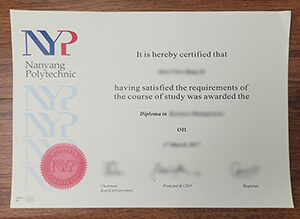 NYP
Nanyang
Polytechnic
It is hereby certified that
having satisfied the requirements of
the course of study was awarded the
Diploma in
on
NYP
Chairman
Board of Governors
Principal & CEO
Registrar